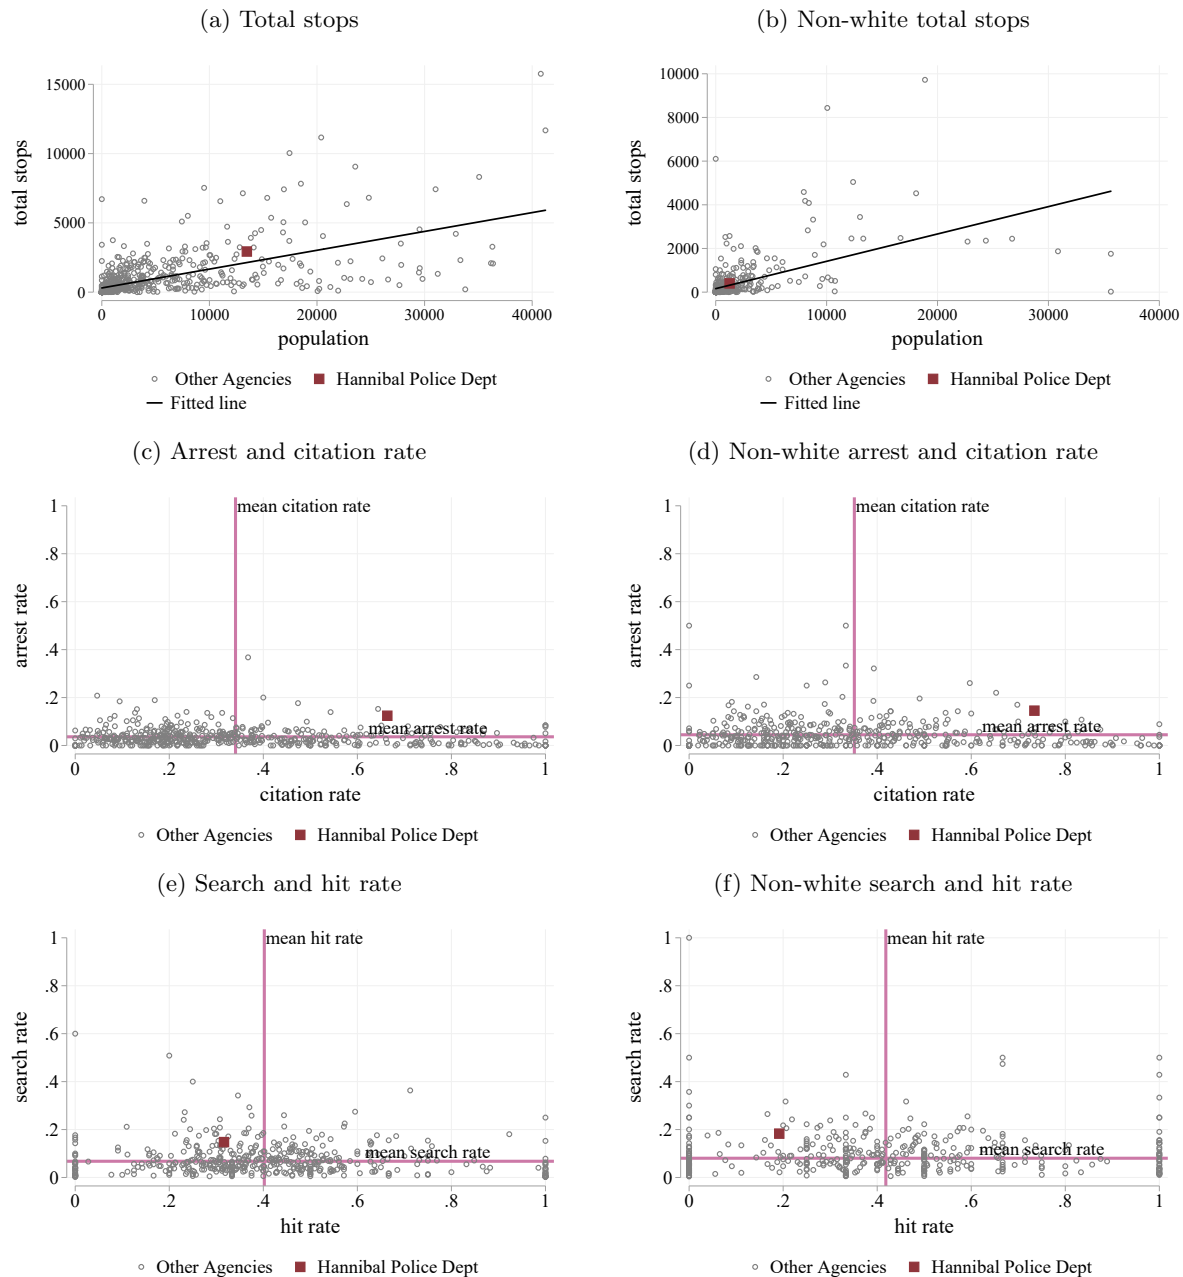 (a) Total stops
(b) Non-white total stops
total stops
15000
10000
5000
0
0 10000 20000 30000 40000
population
Other Agencies Hannibal Police Dept
Fitted line
total stops
10000
8000
6000
4000
2000
0
0 10000 20000 30000 40000
population
Other Agencies Hannibal Police Dept
Fitted line
(c) Arrest and citation rate
(d) Non-white arrest and citation rate
arrest rate
1
.8
.6
.4
.2
0
mean citation rate
mean arrest rate
0 .2 .4 .6 .8 1
citation rate
Other Agencies Hannibal Police Dept
arrest rate
1
.8
.6
.4
.2
0
mean citation rate
mean arrest rate
0 .2 .4 .6 .8 1
citation rate
Other Agencies Hannibal Police Dept
(e) Search and hit rate
(f) Non-white search and hit rate
search rate
1
.8
.6
.4
.2
0
mean hit rate
mean search rate
0 .2 .4 .6 .8 1
hit rate
Other Agencies Hannibal Police Dept
search rate
1
.8
.6
.4
.2
0
mean hit rate
mean search rate
0 .2 .4 .6 .8 1
hit rate
Other Agencies Hannibal Police Dept